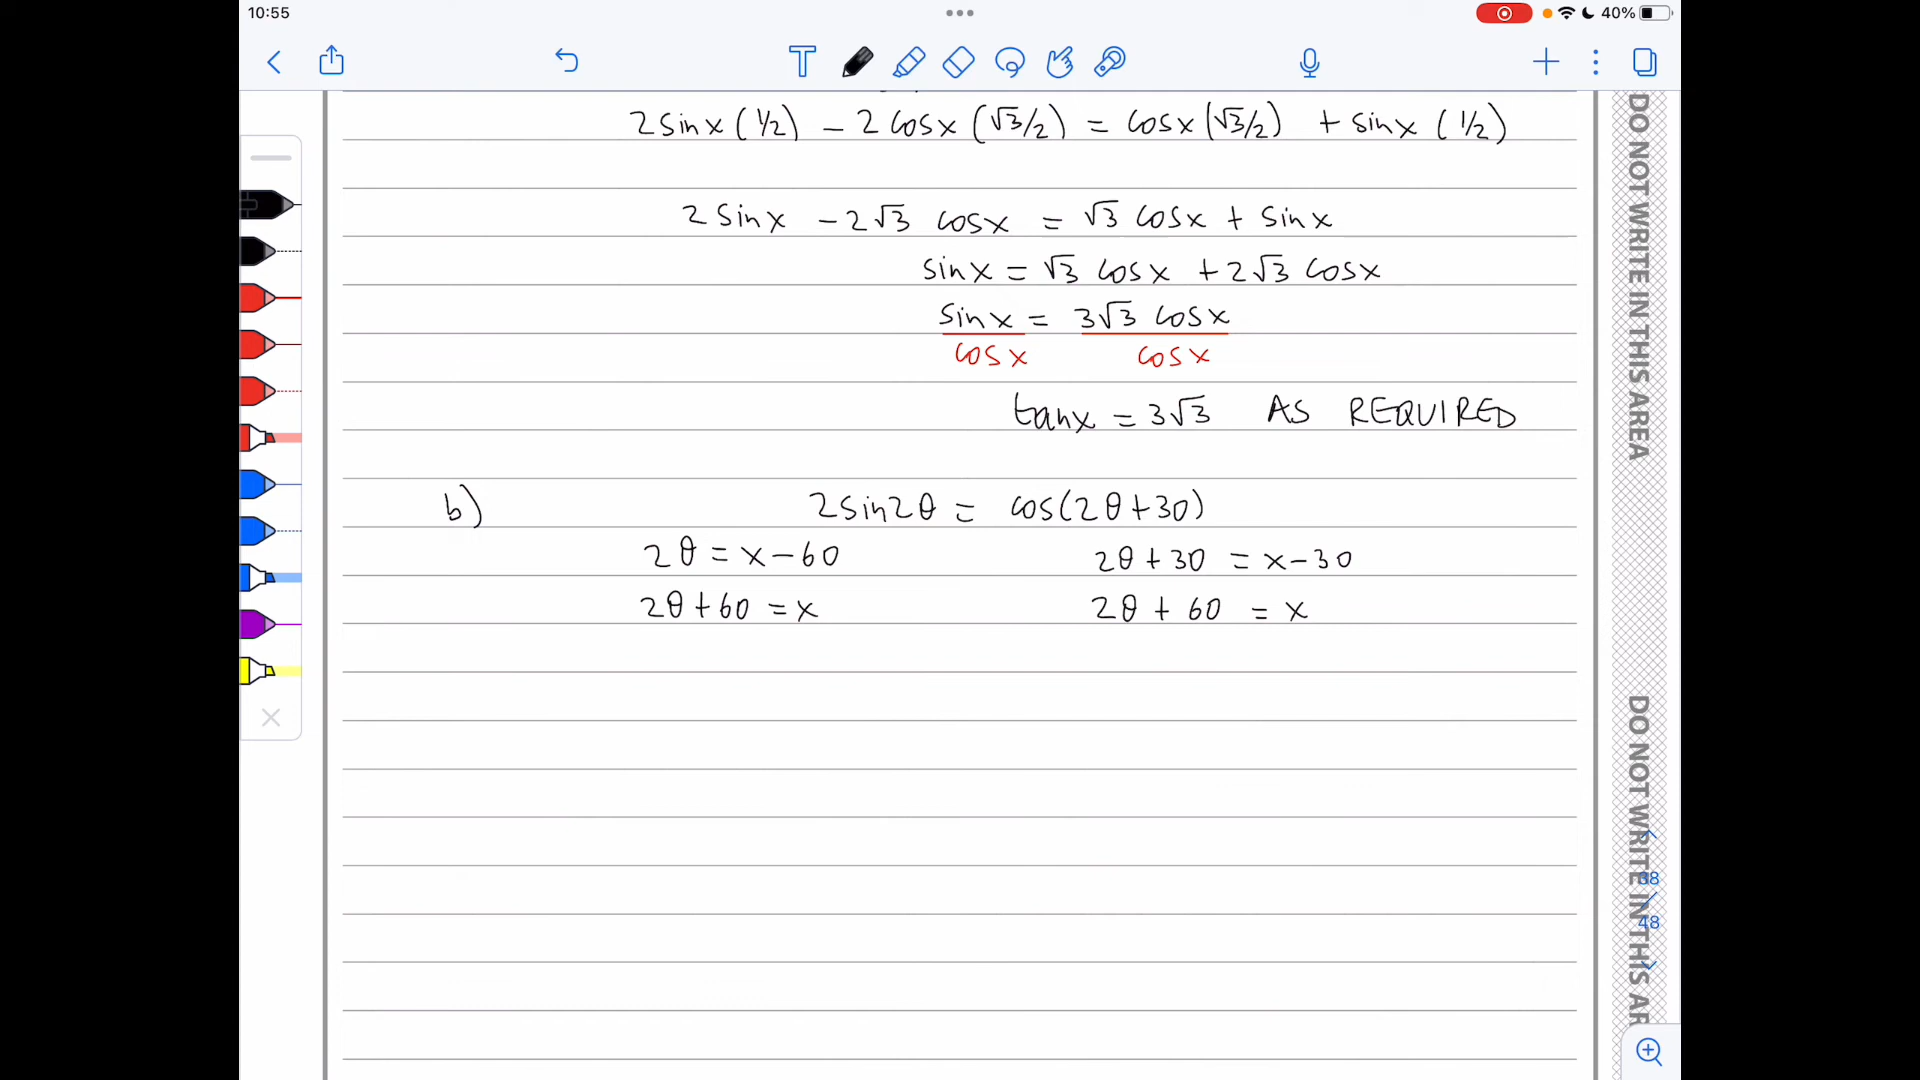 10:55
40%
2sinx (1/2) - 2cosx (√3/2) = cosx (√3/2) + sinx (1/2)
2sinx - 2√3 cosx = √3 cosx + sinx
sinx = √3 cosx + 2√3 cosx
sinx = 3√3 cosx
cosx cosx
tanx = 3√3 AS REQUIRED
b) 2sin2θ = cos(2θ+30)
2θ = x-60 2θ+30 = x-30
2θ+60 = x 2θ+60 = x
DO NOT WRITE IN THIS AREA
DO NOT WRITE IN THIS AR
38
48